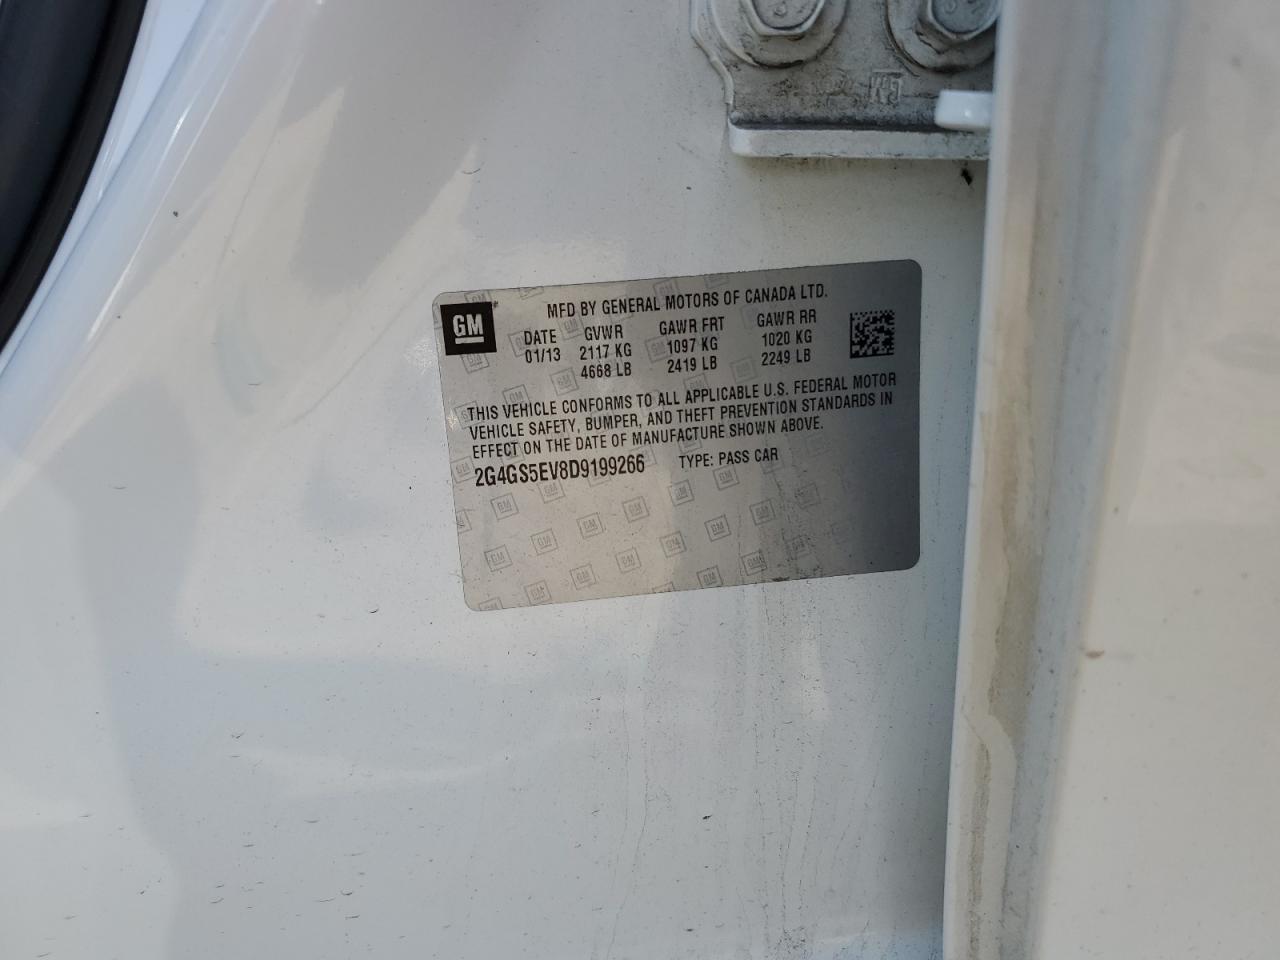 GM
MFD BY GENERAL MOTORS OF CANADA LTD.
DATE GVWR GAWR FRT GAWR RR
01/13 2117 KG 1097 KG 1020 KG
4668 LB 2419 LB 2249 LB
THIS VEHICLE CONFORMS TO ALL APPLICABLE U.S. FEDERAL MOTOR
VEHICLE SAFETY, BUMPER, AND THEFT PREVENTION STANDARDS IN
EFFECT ON THE DATE OF MANUFACTURE SHOWN ABOVE.
2G4GS5EV8D9199266 TYPE: PASS CAR